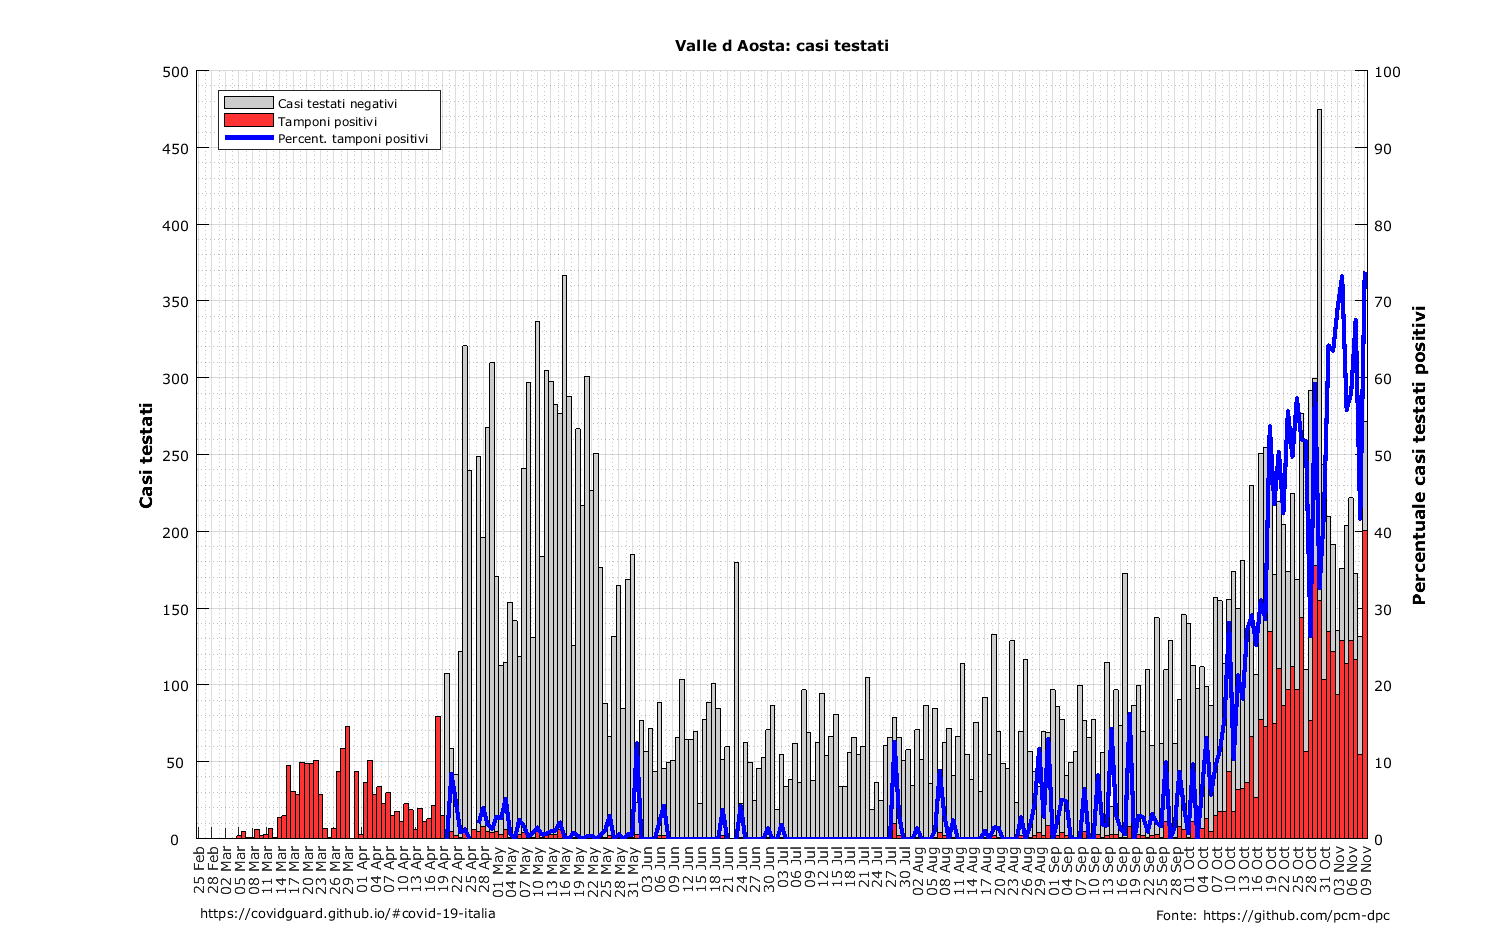 Valle d Aosta: casi testati
Casi testati negativi
Tamponi positivi
Percent. tamponi positivi
Casi testati
500
450
400
350
300
250
200
150
100
50
0
100
90
80
70
60
50
40
30
20
10
0
Percentuale casi testati positivi
25 Feb
28 Feb
02 Mar
05 Mar
08 Mar
11 Mar
14 Mar
17 Mar
20 Mar
23 Mar
26 Mar
29 Mar
01 Apr
04 Apr
07 Apr
10 Apr
13 Apr
16 Apr
19 Apr
22 Apr
25 Apr
28 Apr
01 May
04 May
07 May
10 May
13 May
16 May
19 May
22 May
25 May
28 May
31 May
03 Jun
06 Jun
09 Jun
12 Jun
15 Jun
18 Jun
21 Jun
24 Jun
27 Jun
30 Jun
03 Jul
06 Jul
09 Jul
12 Jul
15 Jul
18 Jul
21 Jul
24 Jul
27 Jul
30 Jul
02 Aug
05 Aug
08 Aug
11 Aug
14 Aug
17 Aug
20 Aug
23 Aug
26 Aug
29 Aug
01 Sep
04 Sep
07 Sep
10 Sep
13 Sep
16 Sep
19 Sep
22 Sep
25 Sep
28 Sep
01 Oct
04 Oct
07 Oct
10 Oct
13 Oct
16 Oct
19 Oct
22 Oct
25 Oct
28 Oct
31 Oct
03 Nov
06 Nov
09 Nov
https://covidguard.github.io/#covid-19-italia
Fonte: https://github.com/pcm-dpc